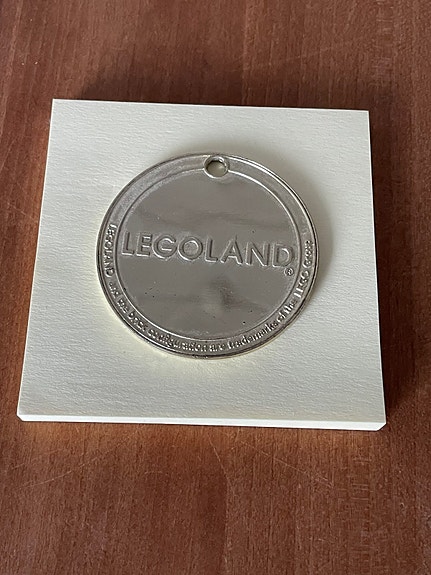 LEGOLAND®
LEGOLAND and the brick configuration are trademarks of the LEGO Group